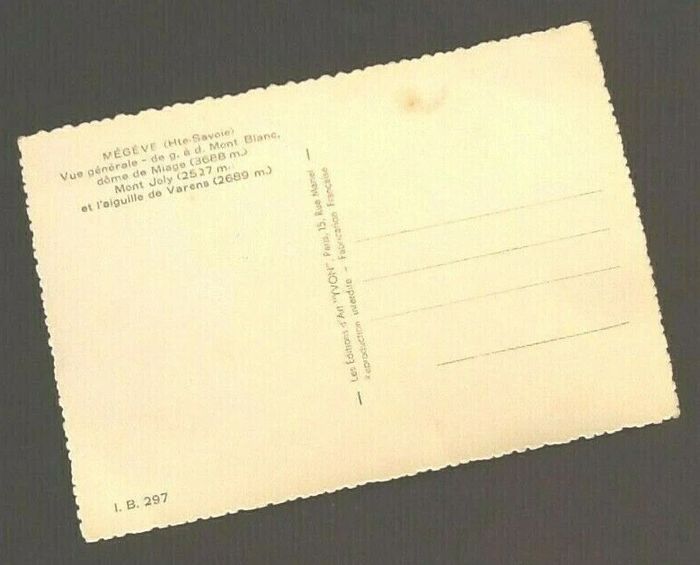 MÉGÈVE (Hte-Savoie)
Vue générale - de g. à d. Mont Blanc,
dôme de Miage (3688 m.)
Mont Joly (2527 m.
et l'aiguille de Varens (2689 m.)
Les Éditions d'Art "YVON", Paris, 15, Rue Martel
Reproduction interdite - Fabrication Française
I. B. 297